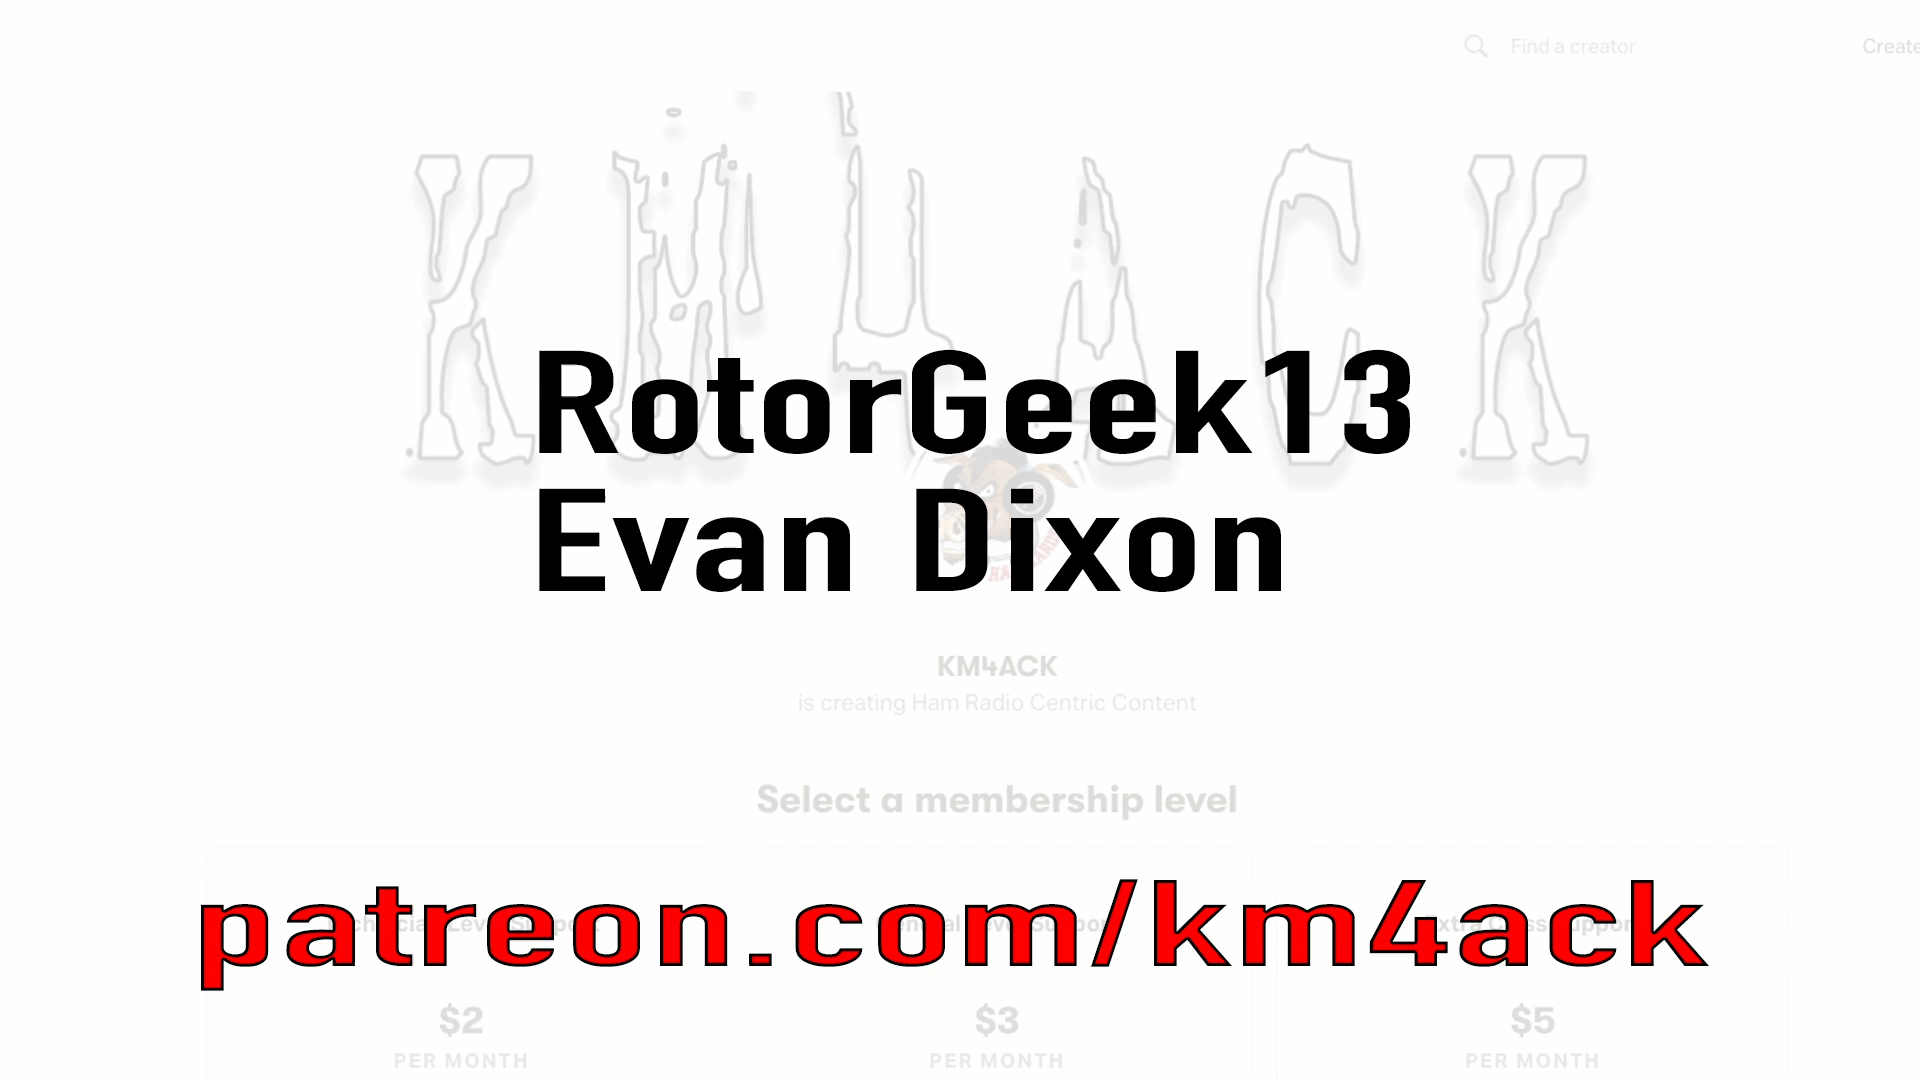 Find a creator
Create
KM4ACK
RotorGeek13
Evan Dixon
KM4ACK
is creating Ham Radio Centric Content
Select a membership level
patreon.com/km4ack
$2
$3
$5
PER MONTH
PER MONTH
PER MONTH